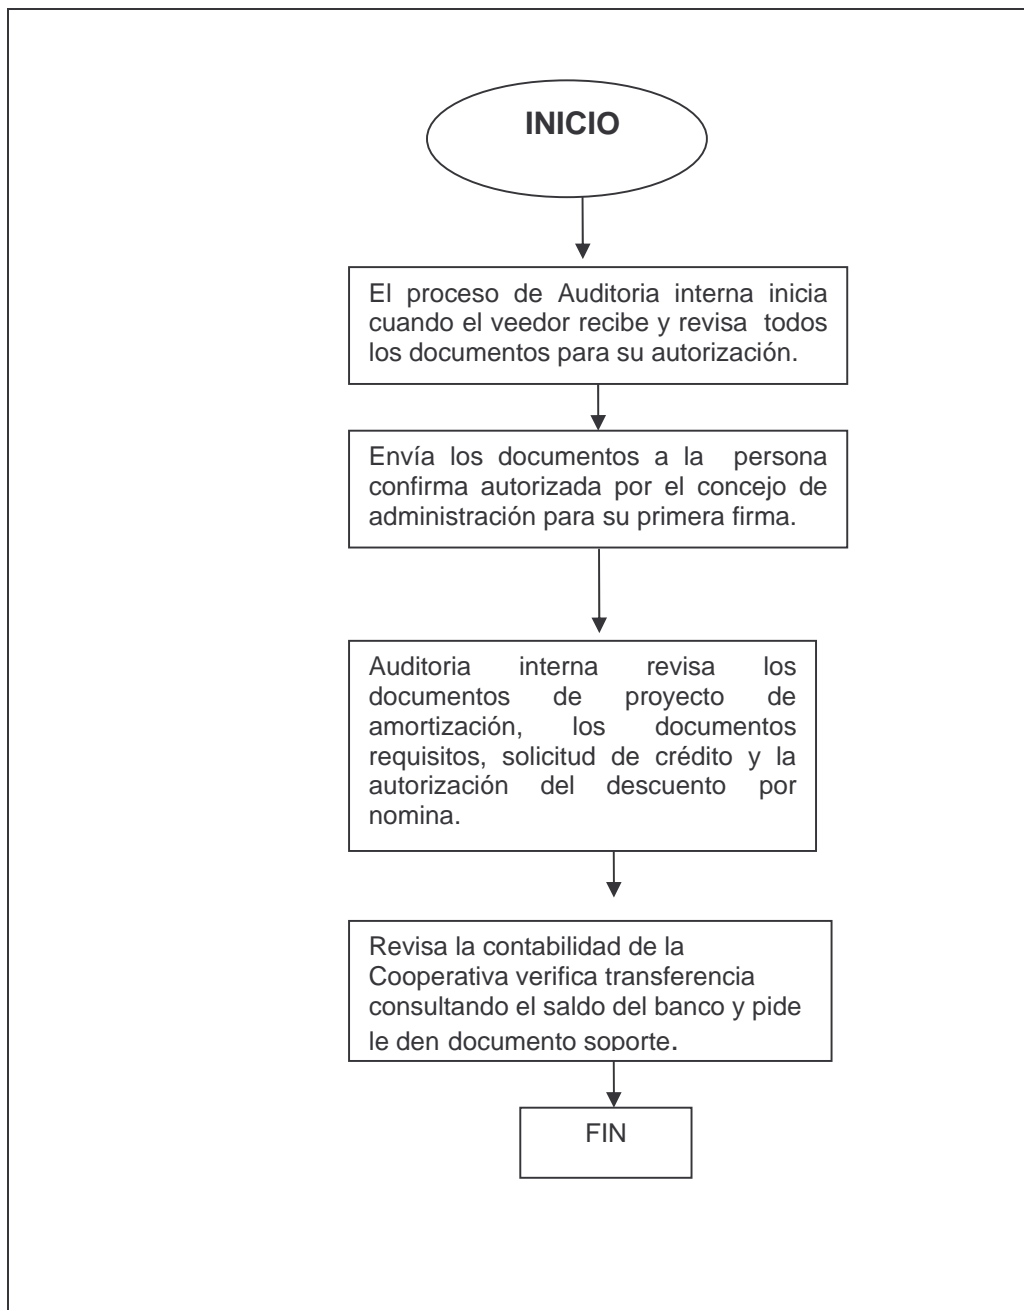 INICIO
El proceso de Auditoria interna inicia
cuando el veedor recibe y revisa todos
los documentos para su autorización.
Envía los documentos a la persona
confirma autorizada por el concejo de
administración para su primera firma.
Auditoria interna revisa los
documentos de proyecto de
amortización, los documentos
requisitos, solicitud de crédito y la
autorización del descuento por
nomina.
Revisa la contabilidad de la
Cooperativa verifica transferencia
consultando el saldo del banco y pide
le den documento soporte.
FIN